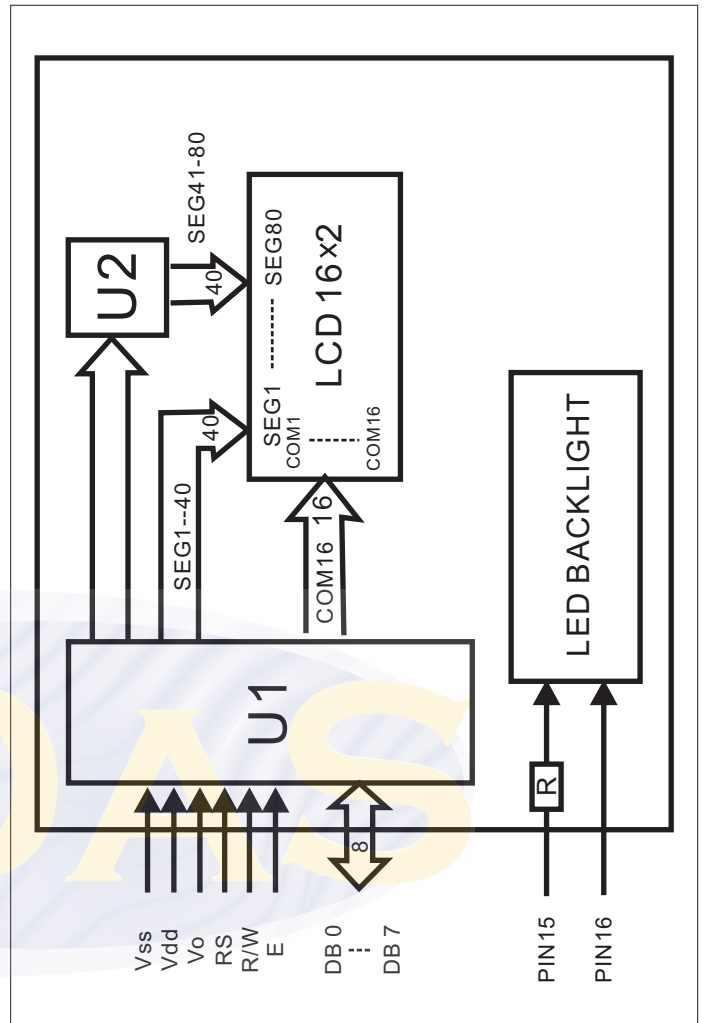 U2
SEG41-80
40
SEG1 --------- SEG80
LCD 16×2
COM1 ------ COM16
40
SEG1--40
COM16 16
U1
Vss
Vdd
Vo
RS
R/W
E
8
DB 0 ---- DB 7
LED BACKLIGHT
R
PIN15
PIN16
DAS